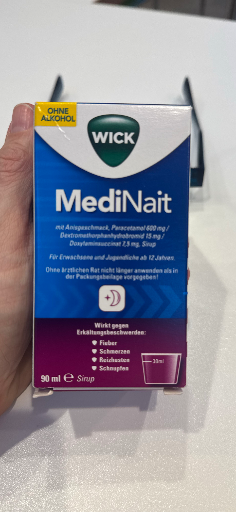 OHNE
ALKOHOL
WICK
MediNait
mit Anisgeschmack, Paracetamol 600 mg /
Dextromethorphanhydrobromid 15 mg /
Doxylaminsuccinat 7,5 mg, Sirup
Für Erwachsene und Jugendliche ab 12 Jahren.
Ohne ärztlichen Rat nicht länger anwenden als in
der Packungsbeilage vorgegeben!
Wirkt gegen
Erkältungsbeschwerden:
Fieber
Schmerzen
Reizhusten
Schnupfen
30ml
90 ml ℮ Sirup